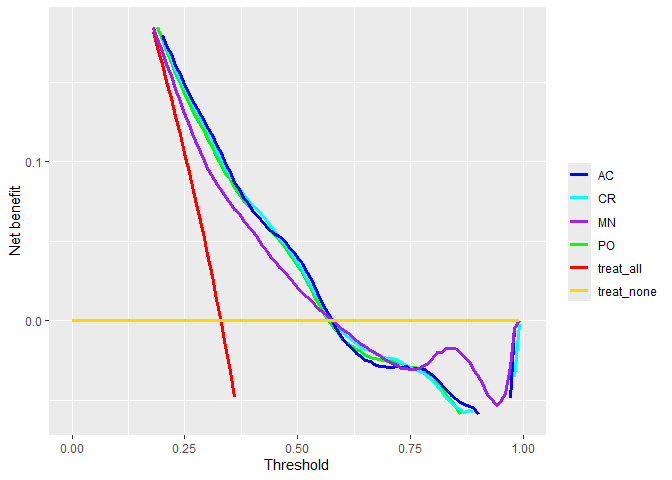 Net benefit
0.1
0.0
0.00
0.25
0.50
0.75
1.00
Threshold
AC
CR
MN
PO
treat_all
treat_none